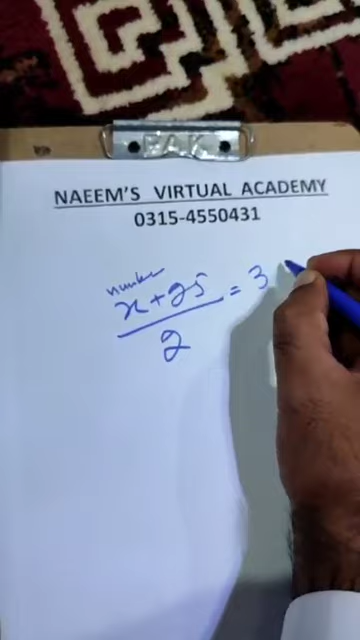 NAEEM'S VIRTUAL ACADEMY
0315-4550431
number
x+25 = 3
2